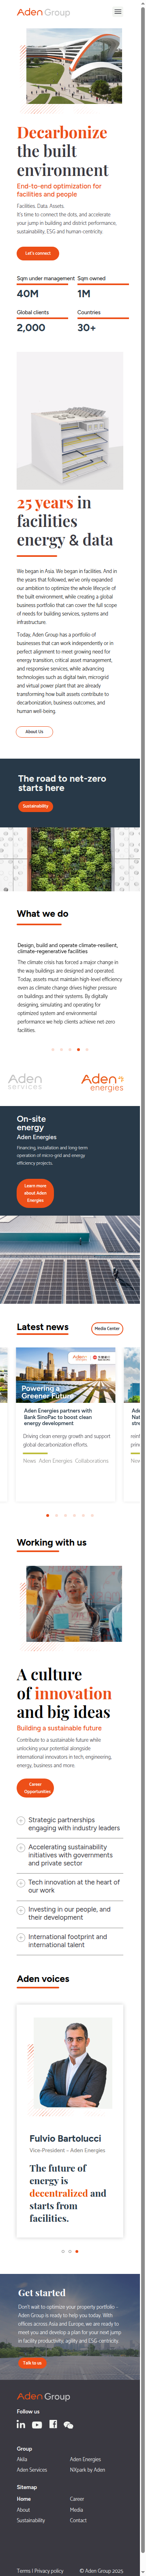 Aden Group
Decarbonize
the built
environment
End-to-end optimization for
facilities and people
Facilities. Data. Assets.
It's time to connect the dots, and accelerate
your jump in building and district performance,
sustainability, ESG and human-centricity.
Let's connect
Sqm under management
Sqm owned
40M
1M
Global clients
Countries
2,000
30+
25 years in
facilities
energy & data
We began in Asia. We began in facilities. And in
the years that followed, we've only expanded
our ambition to optimize the whole lifecycle of
the built environment, while creating a global
business portfolio that can cover the full scope
of needs for building services, systems and
infrastructure.
Today, Aden Group has a portfolio of
businesses that can work independently or in
perfect alignment to meet growing need for
energy transition, critical asset management,
and responsive services, while advancing
technologies such as digital twin, microgrid
and virtual power plant that are already
transforming how built assets contribute to
decarbonization, business outcomes, and
human well-being.
About Us
The road to net-zero
starts here
Sustainability
What we do
Design, build and operate climate-resilient,
climate-regenerative facilities
The climate crisis has forced a major change in
the way buildings are designed and operated.
Today, assets must maintain high level efficiency
even as climate change drives higher pressure
on buildings and their systems. By digitally
designing, simulating and operating for
optimal system and environmental
performance we help clients achieve net zero
facilities.
Aden
services
Aden
energies
On-site
energy
Aden Energies
Financing, installation and long-term
operation of micro-grid and energy
efficiency projects.
Learn more
about Aden
Energies
Latest news
Media Center
Powering a
Greener Future
Aden Energies partners with
Bank SinoPac to boost clean
energy development
Driving clean energy growth and support
global decarbonization efforts.
News, Aden Energies, Collaborations
Working with us
A culture
of innovation
and big ideas
Building a sustainable future
Contribute to a sustainable future while
unlocking your potential alongside
international innovators in tech, engineering,
energy, business and more.
Career
Opportunities
Strategic partnerships
engaging with industry leaders
Accelerating sustainability
initiatives with governments
and private sector
Tech innovation at the heart of
our work
Investing in our people, and
their development
International footprint and
international talent
Aden voices
Fulvio Bartolucci
Vice-President - Aden Energies
The future of
energy is
decentralized and
starts from
facilities.
Get started
Don't wait to optimize your property portfolio –
Aden Group is ready to help you today. With
offices across Asia and Europe, we are ready to
meet you and develop a plan for your next jump
in facility productivity, agility and ESG-centricity.
Talk to us
Aden Group
Follow us
Group
Akila
Aden Energies
Aden Services
NXpark by Aden
Sitemap
Home
Career
About
Media
Sustainability
Contact
Terms | Privacy policy
© Aden Group 2025